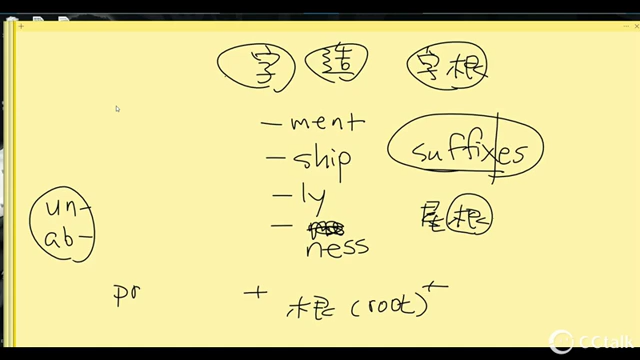 字 造 字根
-ment
-ship
-ly
-ness
suffixes
尾根
un-
ab-
pr
+ 根 (root) +
CCtalk